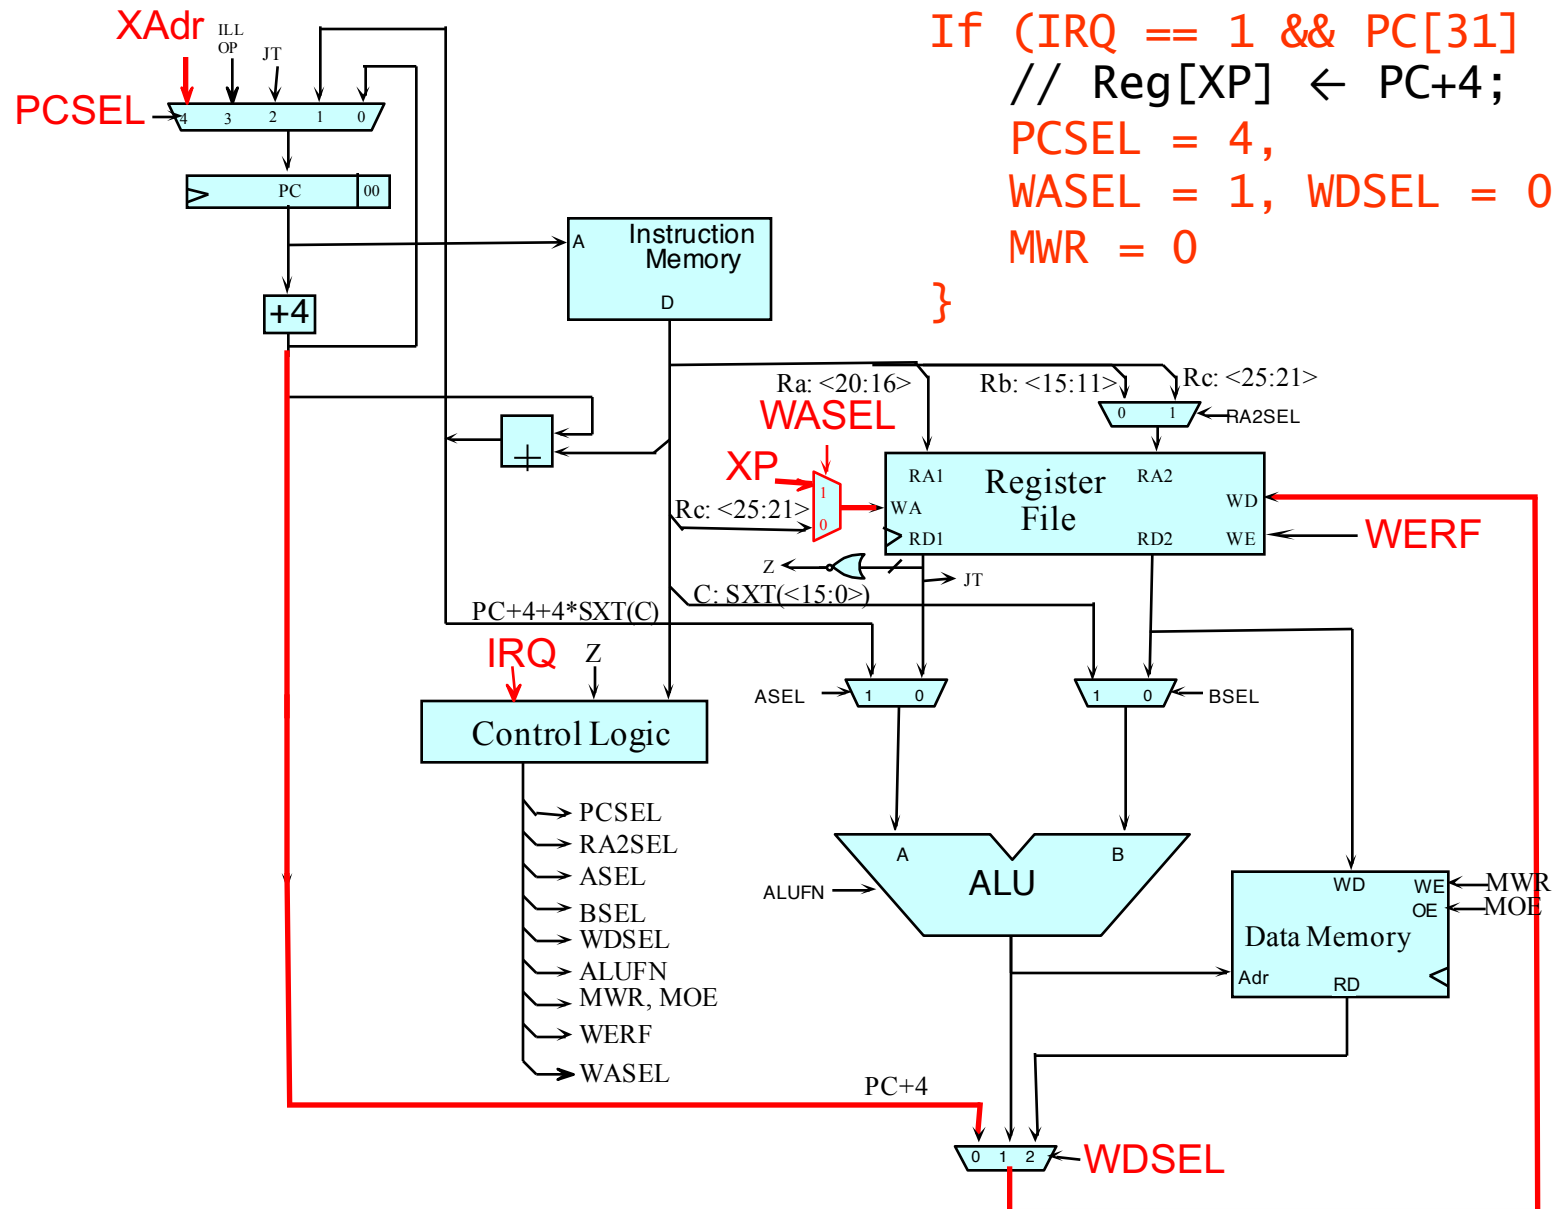 XAdr
ILL
OP
JT
PCSEL
4 3 2 1 0
PC 00
+4
If (IRQ == 1 && PC[31]
// Reg[XP] ← PC+4;
PCSEL = 4,
WASEL = 1, WDSEL = 0
MWR = 0
}
A Instruction
Memory
D
Ra: <20:16> Rb: <15:11> Rc: <25:21>
WASEL
0 1 RA2SEL
+
XP
1
0
Rc: <25:21>
RA1 Register RA2
File
WA WD
RD1 RD2 WE
WERF
Z JT
C: SXT(<15:0>)
PC+4+4*SXT(C)
IRQ Z
Control Logic
ASEL 1 0 1 0 BSEL
PCSEL
RA2SEL
ASEL
BSEL
WDSEL
ALUFN
MWR, MOE
WERF
WASEL
A B
ALU
ALUFN
WD WE MWR
OE MOE
Data Memory
Adr RD
PC+4
0 1 2 WDSEL